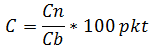 C = Cn/Cb * 100 pkt